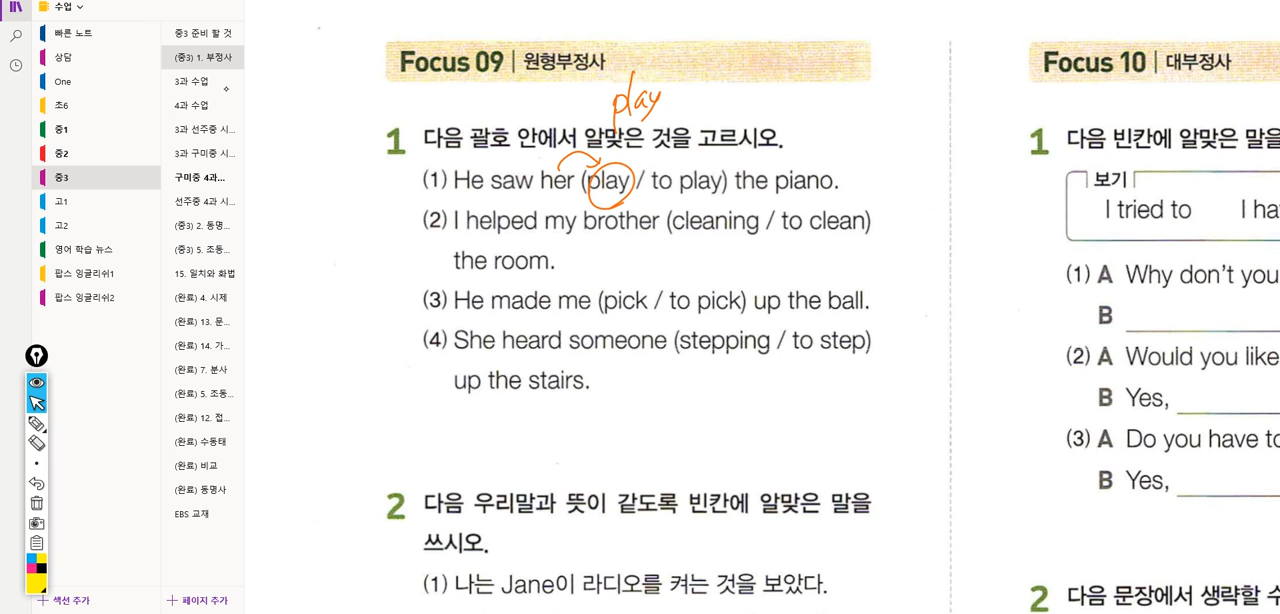 수업
빠른 노트
상담
One
초6
중1
중2
중3
고1
고2
영어 학습 뉴스
팝스 잉글리쉬1
팝스 잉글리쉬2
섹션 추가
중3 준비 할 것
(중3) 1. 부정사
3과 수업
4과 수업
3과 선주중 시...
3과 구미중 시...
구미중 4과...
선주중 4과 시...
(중3) 2. 동명...
(중3) 5. 조동...
15. 일치와 화법
(완료) 4. 시제
(완료) 13. 문...
(완료) 14. 가...
(완료) 7. 분사
(완료) 5. 조동...
(완료) 12. 접...
(완료) 수동태
(완료) 비교
(완료) 동명사
EBS 교재
페이지 추가
Focus 09 | 원형부정사
play
1 다음 괄호 안에서 알맞은 것을 고르시오.
(1) He saw her (play / to play) the piano.
(2) I helped my brother (cleaning / to clean)
the room.
(3) He made me (pick / to pick) up the ball.
(4) She heard someone (stepping / to step)
up the stairs.
2 다음 우리말과 뜻이 같도록 빈칸에 알맞은 말을
쓰시오.
(1) 나는 Jane이 라디오를 켜는 것을 보았다.
Focus 10 | 대부정사
1 다음 빈칸에 알맞은 말을
보기
I tried to I ha
(1) A Why don't you
B
(2) A Would you like
B Yes,
(3) A Do you have to
B Yes,
2 다음 문장에서 생략할 수